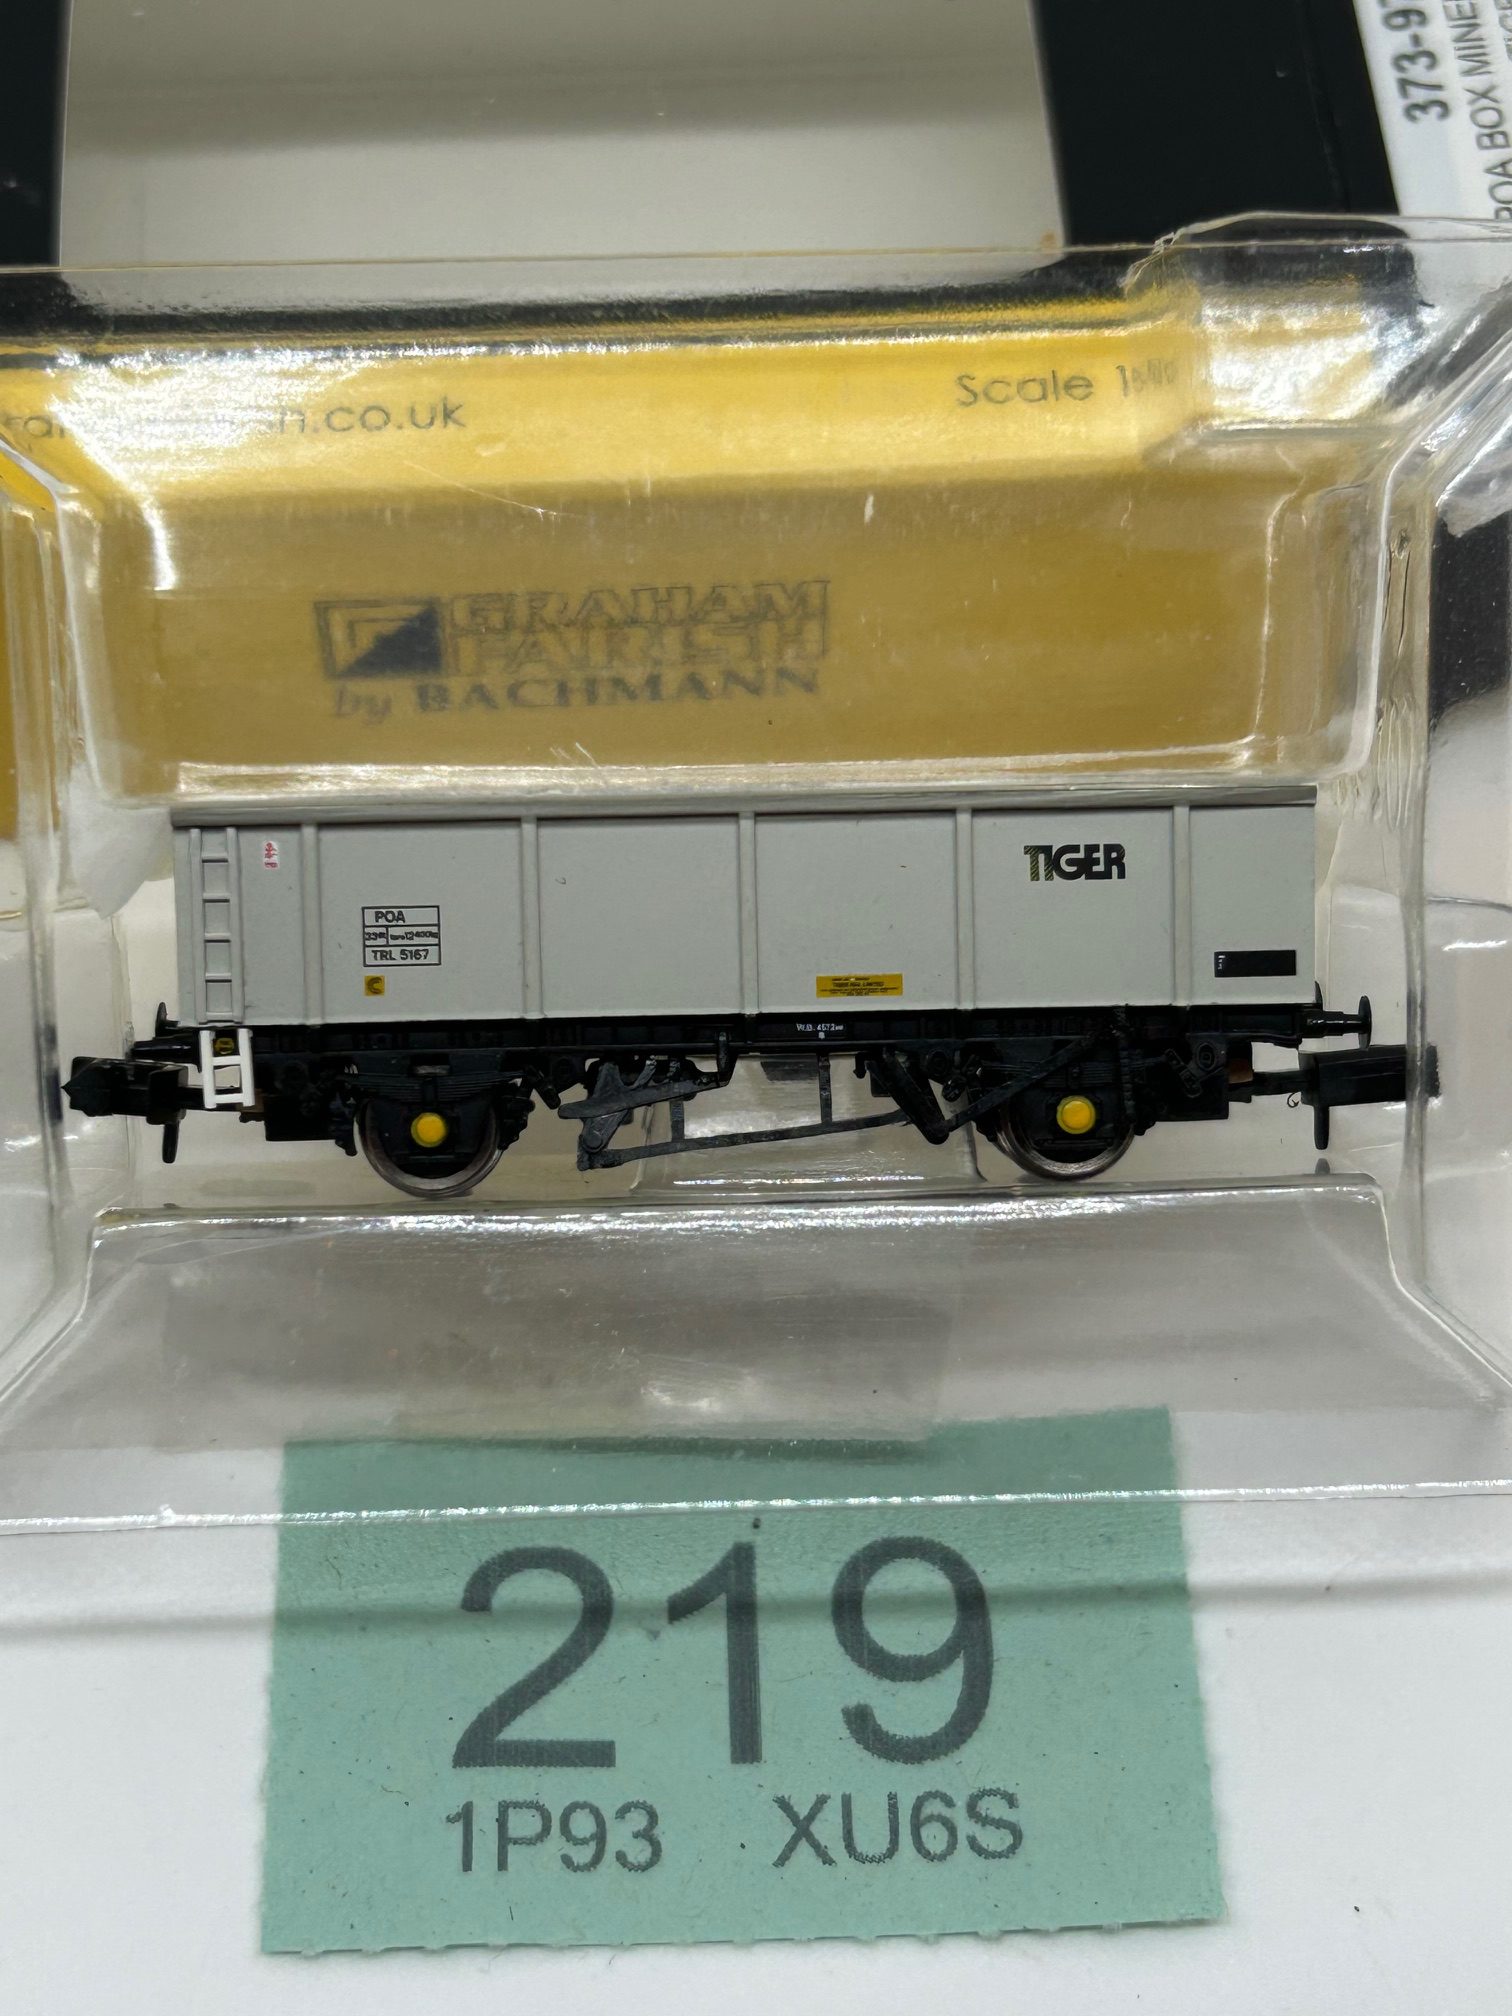 373-97
POA BOX MINE
h.co.uk
Scale 1
GRAHAM
FARISH
by BACHMANN
TIGER
POA
TRL 5167
C
219
1P93 XU6S